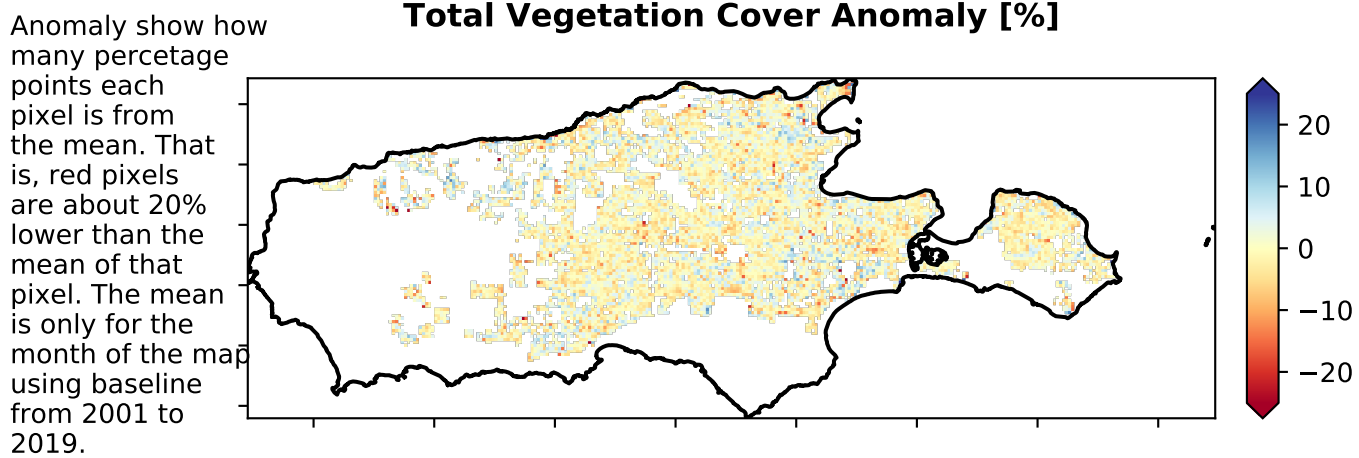 Total Vegetation Cover Anomaly [%]
Anomaly show how
many percetage
points each
pixel is from
the mean. That
is, red pixels
are about 20%
lower than the
mean of that
pixel. The mean
is only for the
month of the map
using baseline
from 2001 to
2019.
20
10
0
−10
−20